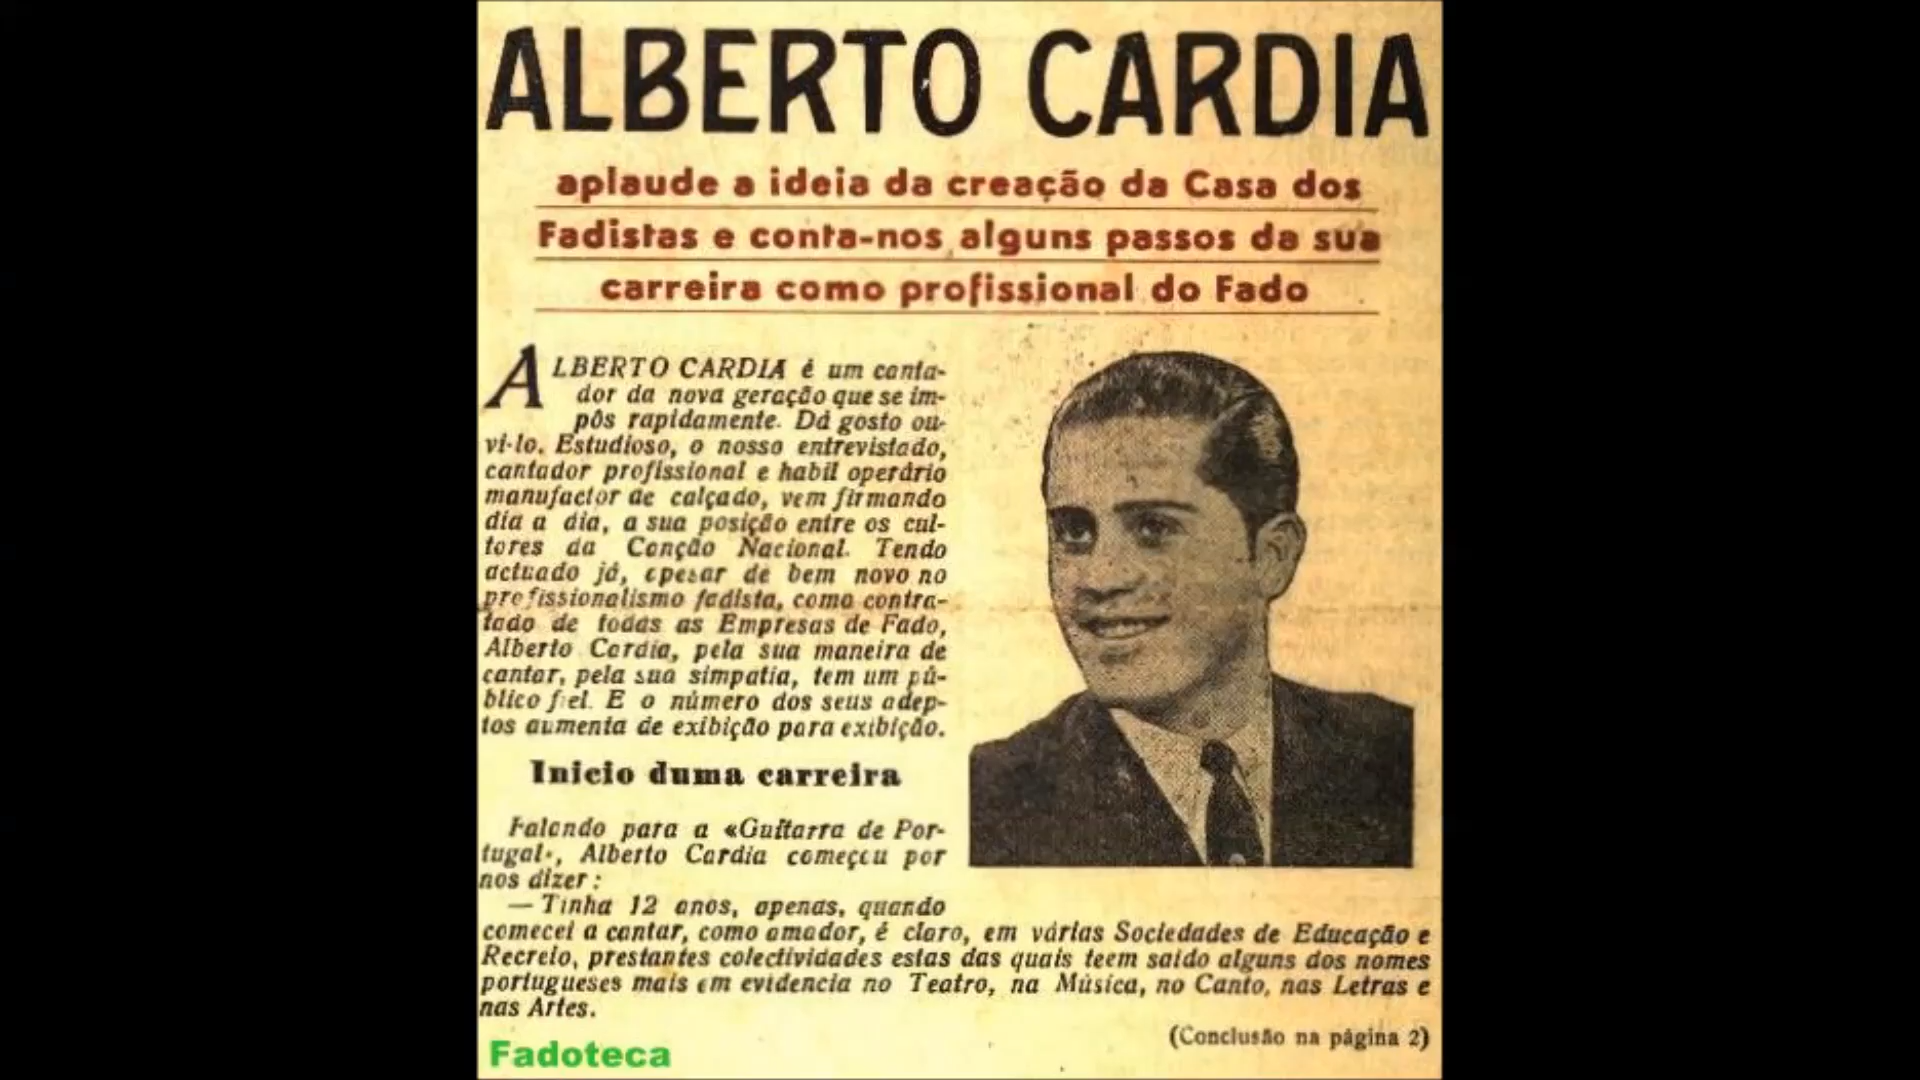 ALBERTO CARDIA
aplaude a ideia da creação da Casa dos
Fadistas e conta-nos alguns passos da sua
carreira como profissional do Fado
ALBERTO CARDIA é um canta-
dor da nova geração que se im-
pôs rapidamente. Dá gosto ou-
vi-lo. Estudioso, o nosso entrevistado,
cantador profissional e habil operário
manufactor de calçado, vem firmando
dia a dia, a sua posição entre os cul-
tores da Canção Nacional. Tendo
actuado já, apesar de bem novo no
profissionalismo fadista, como contra-
tado de todas as Empresas de Fado,
Alberto Cardia, pela sua maneira de
cantar, pela sua simpatia, tem um pú-
blico fiel. E o número dos seus adep-
tos aumenta de exibição para exibição.
Inicio duma carreira
Falando para a «Guitarra de Por-
tugal», Alberto Cardia começou por
nos dizer:
— Tinha 12 anos, apenas, quando
comecei a cantar, como amador, é claro, em várias Sociedades de Educação e
Recreio, prestantes colectividades estas das quais teem saido alguns dos nomes
portugueses mais em evidencia no Teatro, na Música, no Canto, nas Letras e
nas Artes.
(Conclusão na página 2)
Fadoteca